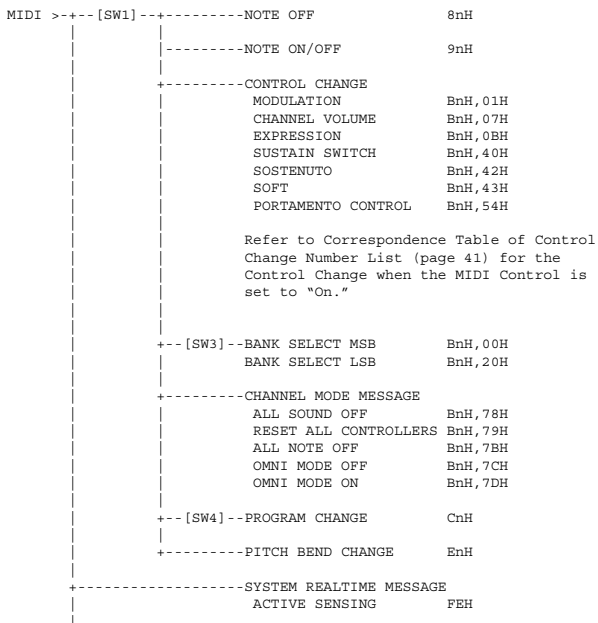 MIDI >-+--[SW1]--+---------NOTE OFF 8nH
|---------NOTE ON/OFF 9nH
+---------CONTROL CHANGE
MODULATION BnH,01H
CHANNEL VOLUME BnH,07H
EXPRESSION BnH,0BH
SUSTAIN SWITCH BnH,40H
SOSTENUTO BnH,42H
SOFT BnH,43H
PORTAMENTO CONTROL BnH,54H
Refer to Correspondence Table of Control
Change Number List (page 41) for the
Control Change when the MIDI Control is
set to “On.”
+--[SW3]--BANK SELECT MSB BnH,00H
BANK SELECT LSB BnH,20H
+---------CHANNEL MODE MESSAGE
ALL SOUND OFF BnH,78H
RESET ALL CONTROLLERS BnH,79H
ALL NOTE OFF BnH,7BH
OMNI MODE OFF BnH,7CH
OMNI MODE ON BnH,7DH
+--[SW4]--PROGRAM CHANGE CnH
+---------PITCH BEND CHANGE EnH
+-------------------SYSTEM REALTIME MESSAGE
ACTIVE SENSING FEH